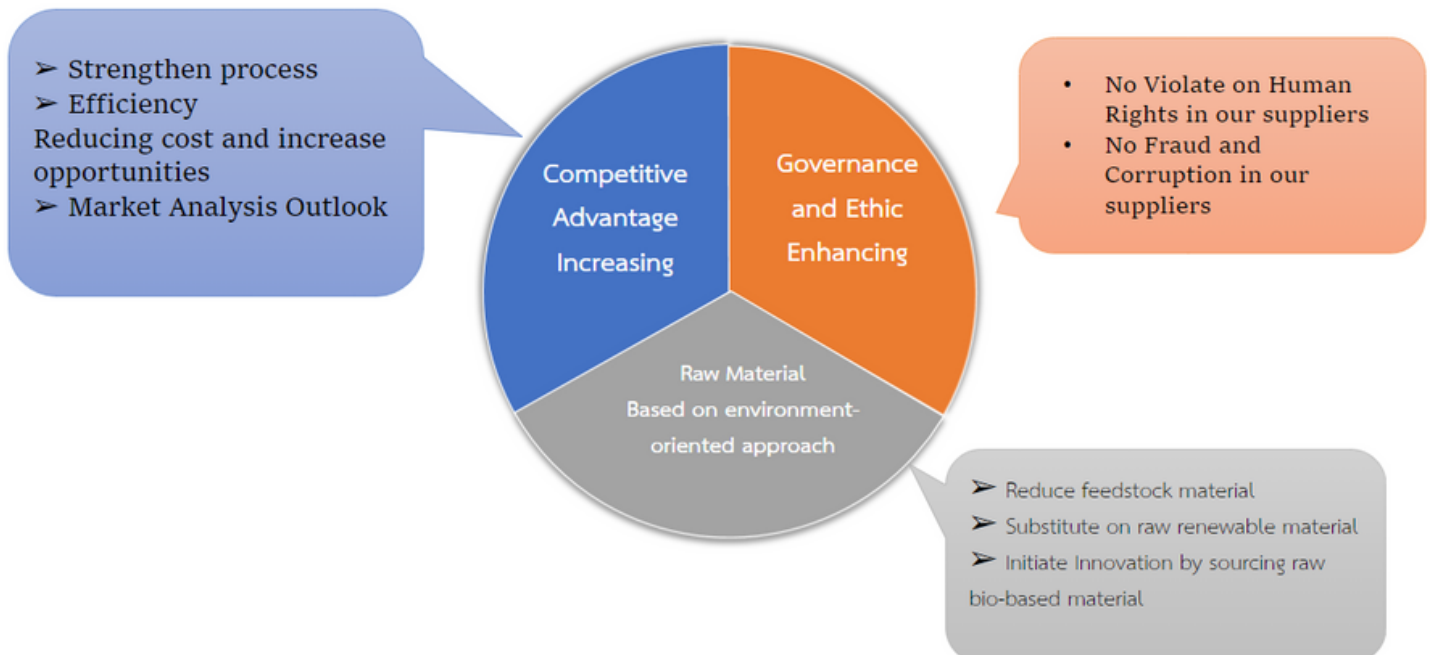 ➢ Strengthen process
➢ Efficiency
Reducing cost and increase
opportunities
➢ Market Analysis Outlook
Competitive
Advantage
Increasing
Governance
and Ethic
Enhancing
• No Violate on Human
Rights in our suppliers
• No Fraud and
Corruption in our
suppliers
Raw Material
Based on environment-
oriented approach
➢ Reduce feedstock material
➢ Substitute on raw renewable material
➢ Initiate Innovation by sourcing raw
bio-based material